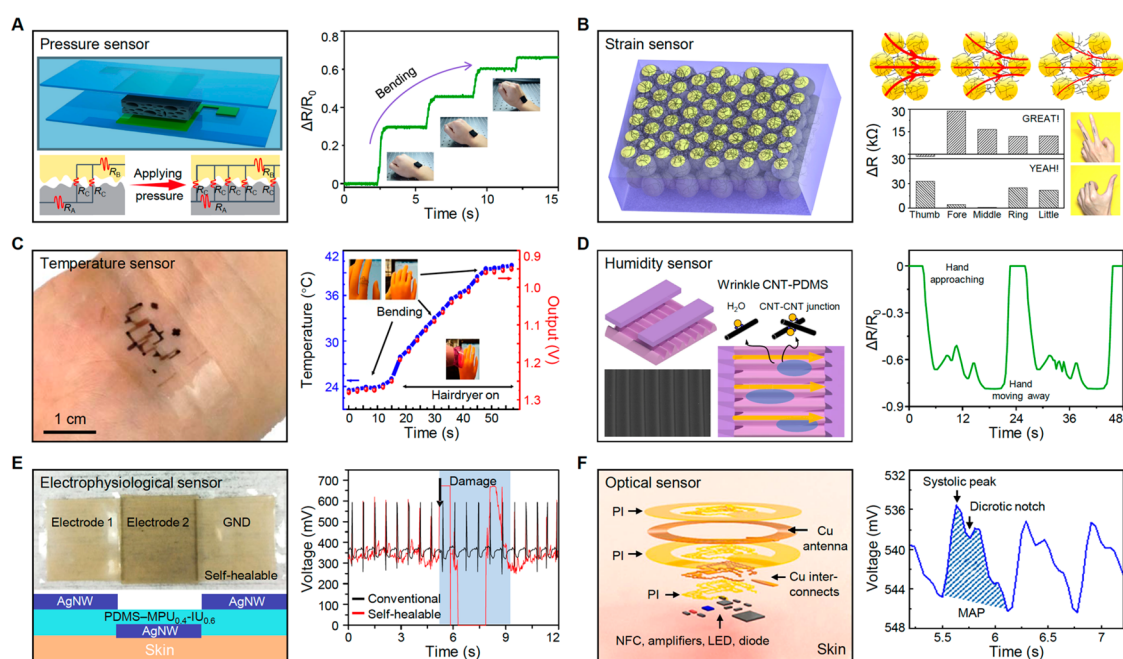 A
Pressure sensor
R_B
R_C
R_C
R_A
Applying
pressure
R_B
R_C
R_C
R_C
R_C
R_A
ΔR/R₀
0.8
0.6
0.4
0.2
0
Bending
0
5
10
15
Time (s)
B
Strain sensor
ΔR (kΩ)
30
15
0
GREAT!
30
15
0
YEAH!
Thumb
Fore
Middle
Ring
Little
C
Temperature sensor
1 cm
Temperature (°C)
42
39
36
33
30
27
24
Bending
Hairdryer on
0
10
20
30
40
50
Time (s)
0.9
1.0
1.1
1.2
1.3
Output (V)
D
Humidity sensor
Wrinkle CNT-PDMS
H₂O
CNT-CNT junction
ΔR/R₀
0
-0.3
-0.6
-0.9
Hand
approaching
Hand
moving away
0
12
24
36
48
Time (s)
E
Electrophysiological sensor
Electrode 1
Electrode 2
GND
Self-healable
AgNW
AgNW
PDMS–MPU₀.₄-IU₀.₆
AgNW
Skin
Voltage (mV)
700
600
500
400
300
200
100
0
Damage
Conventional
Self-healable
0
3
6
9
12
Time (s)
F
Optical sensor
PI
Cu
antenna
PI
Cu inter-
connects
PI
NFC, amplifiers, LED, diode
Skin
Voltage (mV)
532
536
540
544
548
Systolic peak
Dicrotic notch
MAP
5.5
6
6.5
7
Time (s)